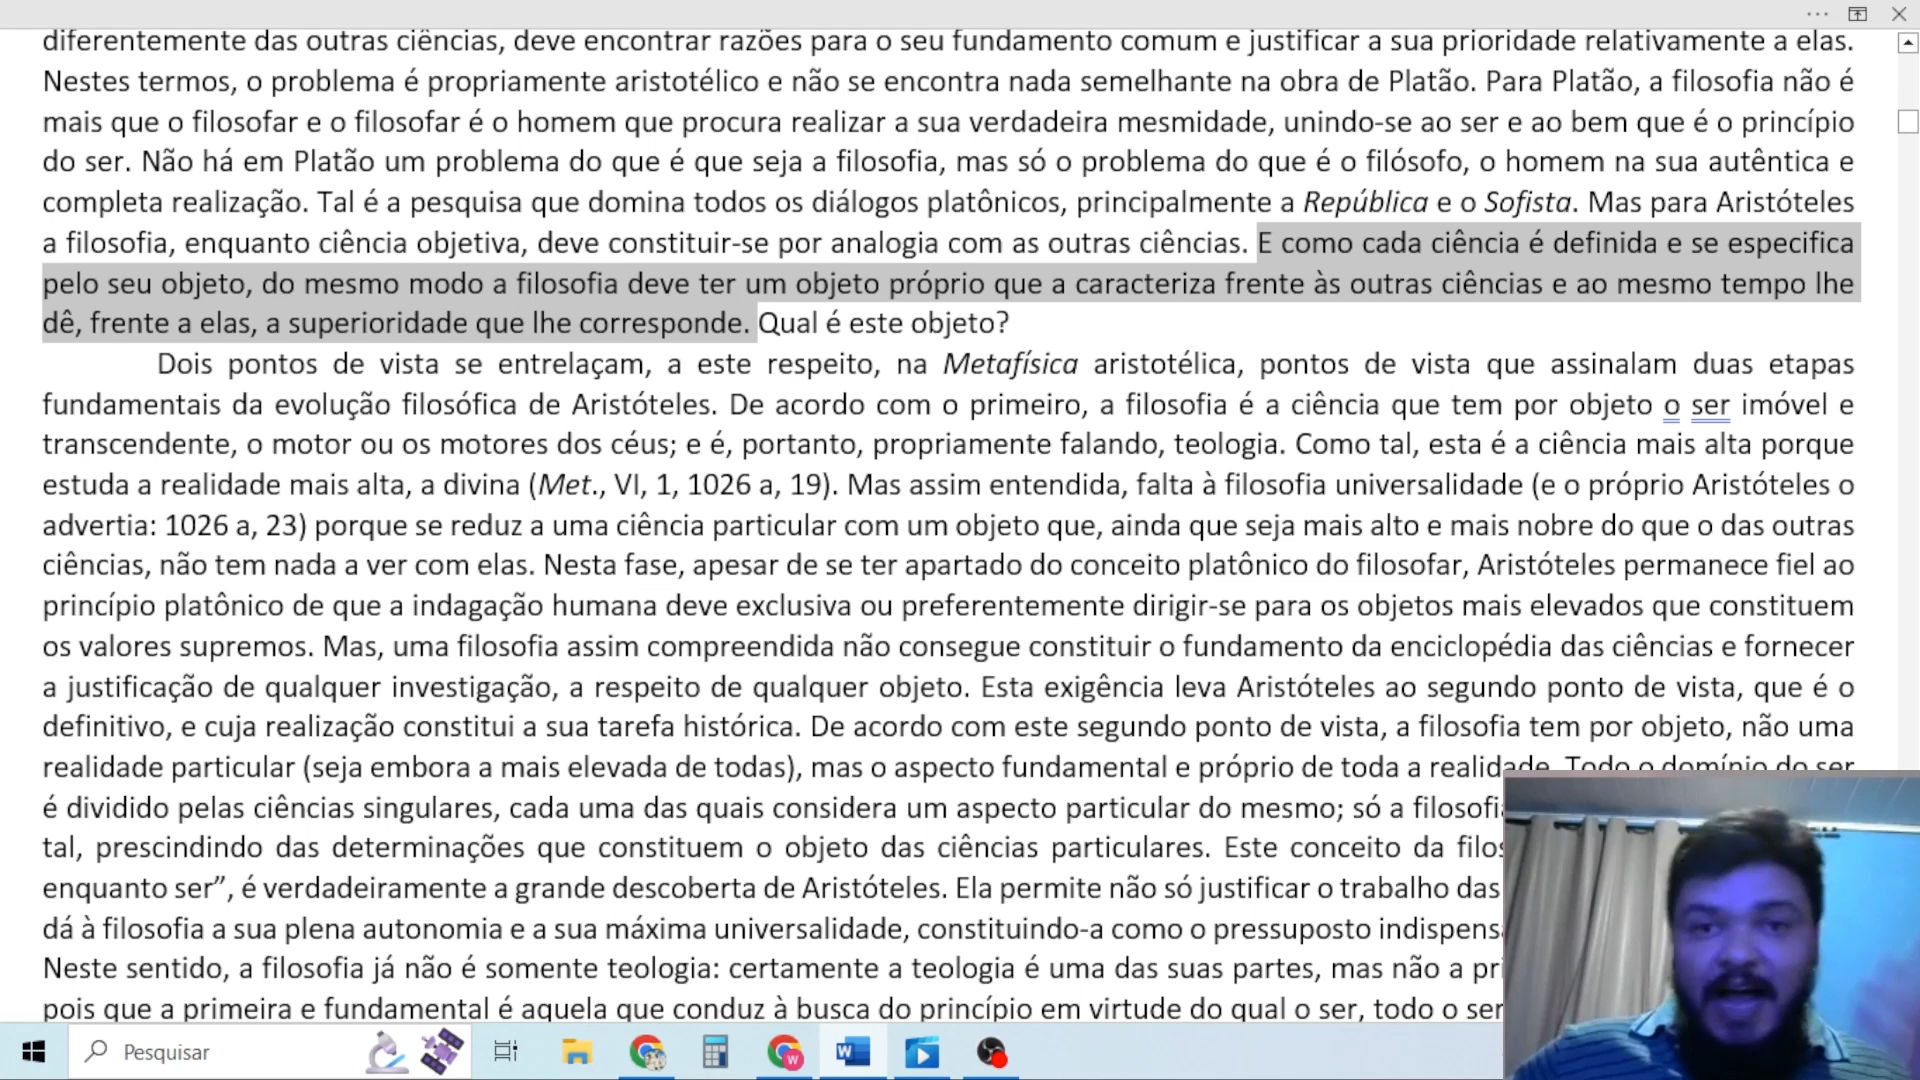 diferentemente das outras ciências, deve encontrar razões para o seu fundamento comum e justificar a sua prioridade relativamente a elas.
Nestes termos, o problema é propriamente aristotélico e não se encontra nada semelhante na obra de Platão. Para Platão, a filosofia não é
mais que o filosofar e o filosofar é o homem que procura realizar a sua verdadeira mesmidade, unindo-se ao ser e ao bem que é o princípio
do ser. Não há em Platão um problema do que é que seja a filosofia, mas só o problema do que é o filósofo, o homem na sua autêntica e
completa realização. Tal é a pesquisa que domina todos os diálogos platônicos, principalmente a República e o Sofista. Mas para Aristóteles
a filosofia, enquanto ciência objetiva, deve constituir-se por analogia com as outras ciências. E como cada ciência é definida e se especifica
pelo seu objeto, do mesmo modo a filosofia deve ter um objeto próprio que a caracteriza frente às outras ciências e ao mesmo tempo lhe
dê, frente a elas, a superioridade que lhe corresponde. Qual é este objeto?
Dois pontos de vista se entrelaçam, a este respeito, na Metafísica aristotélica, pontos de vista que assinalam duas etapas
fundamentais da evolução filosófica de Aristóteles. De acordo com o primeiro, a filosofia é a ciência que tem por objeto o ser imóvel e
transcendente, o motor ou os motores dos céus; e é, portanto, propriamente falando, teologia. Como tal, esta é a ciência mais alta porque
estuda a realidade mais alta, a divina (Met., VI, 1, 1026 a, 19). Mas assim entendida, falta à filosofia universalidade (e o próprio Aristóteles o
advertia: 1026 a, 23) porque se reduz a uma ciência particular com um objeto que, ainda que seja mais alto e mais nobre do que o das outras
ciências, não tem nada a ver com elas. Nesta fase, apesar de se ter apartado do conceito platônico do filosofar, Aristóteles permanece fiel ao
princípio platônico de que a indagação humana deve exclusiva ou preferentemente dirigir-se para os objetos mais elevados que constituem
os valores supremos. Mas, uma filosofia assim compreendida não consegue constituir o fundamento da enciclopédia das ciências e fornecer
a justificação de qualquer investigação, a respeito de qualquer objeto. Esta exigência leva Aristóteles ao segundo ponto de vista, que é o
definitivo, e cuja realização constitui a sua tarefa histórica. De acordo com este segundo ponto de vista, a filosofia tem por objeto, não uma
realidade particular (seja embora a mais elevada de todas), mas o aspecto fundamental e próprio de toda a realidade. Todo o domínio do ser
é dividido pelas ciências singulares, cada uma das quais considera um aspecto particular do mesmo; só a filosofi
tal, prescindindo das determinações que constituem o objeto das ciências particulares. Este conceito da filos
enquanto ser”, é verdadeiramente a grande descoberta de Aristóteles. Ela permite não só justificar o trabalho das
dá à filosofia a sua plena autonomia e a sua máxima universalidade, constituindo-a como o pressuposto indispens
Neste sentido, a filosofia já não é somente teologia: certamente a teologia é uma das suas partes, mas não a pri
pois que a primeira e fundamental é aquela que conduz à busca do princípio em virtude do qual o ser, todo o ser
Pesquisar